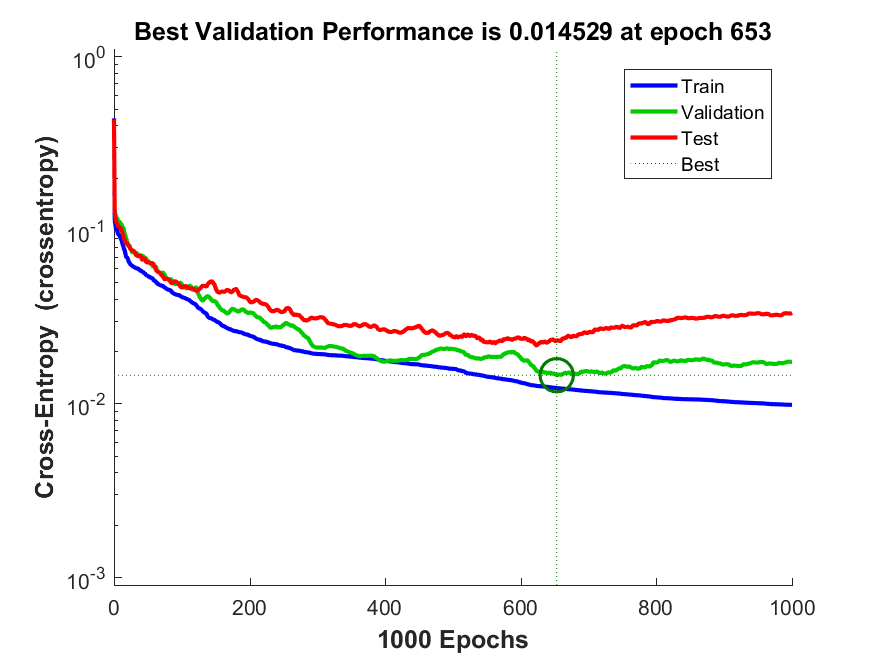 Best Validation Performance is 0.014529 at epoch 653
Cross-Entropy (crossentropy)
10^0
10^-1
10^-2
10^-3
Train
Validation
Test
Best
0 200 400 600 800 1000
1000 Epochs